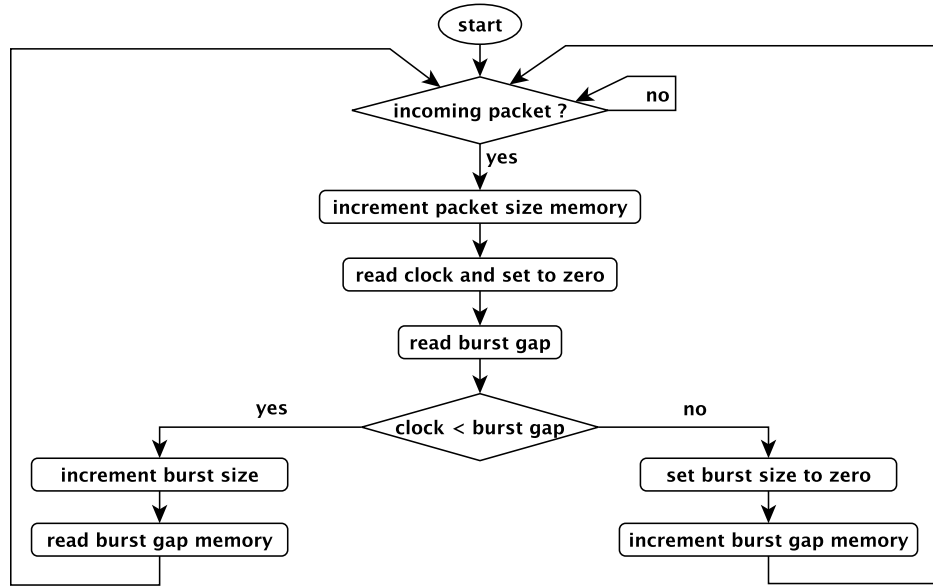 start
incoming packet ?
no
yes
increment packet size memory
read clock and set to zero
read burst gap
yes
clock < burst gap
no
increment burst size
set burst size to zero
read burst gap memory
increment burst gap memory